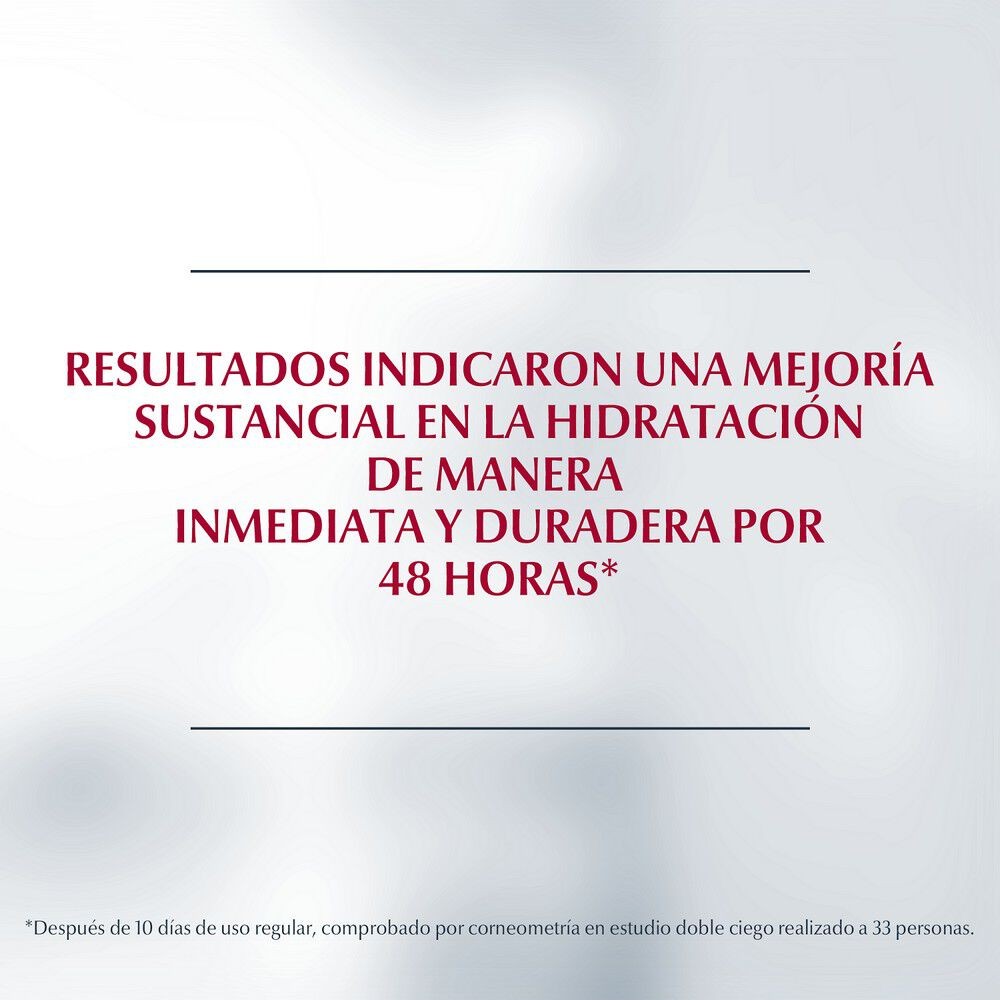 RESULTADOS INDICARON UNA MEJORÍA
SUSTANCIAL EN LA HIDRATACIÓN
DE MANERA
INMEDIATA Y DURADERA POR
48 HORAS*
*Después de 10 días de uso regular, comprobado por corneometría en estudio doble ciego realizado a 33 personas.